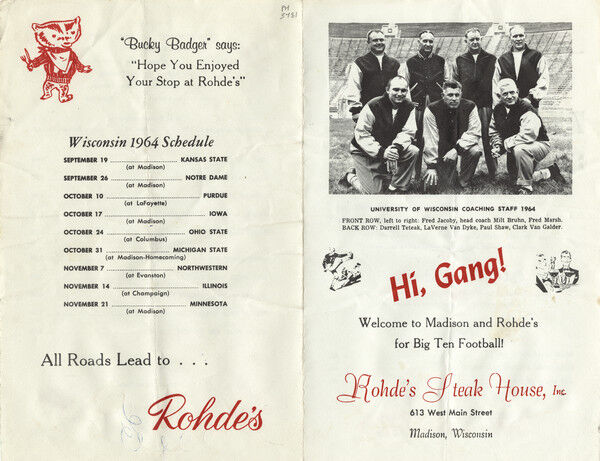 "Bucky Badger" says:
"Hope You Enjoyed
Your Stop at Rohde's"
Wisconsin 1964 Schedule
SEPTEMBER 19 ........ KANSAS STATE
(at Madison)
SEPTEMBER 26 ........ NOTRE DAME
(at Madison)
OCTOBER 10 ........ PURDUE
(at LaFayette)
OCTOBER 17 ........ IOWA
(at Madison)
OCTOBER 24 ........ OHIO STATE
(at Columbus)
OCTOBER 31 ........ MICHIGAN STATE
(at Madison-Homecoming)
NOVEMBER 7 ........ NORTHWESTERN
(at Evanston)
NOVEMBER 14 ........ ILLINOIS
(at Champaign)
NOVEMBER 21 ........ MINNESOTA
(at Madison)
All Roads Lead to . . .
Rohde's
UNIVERSITY OF WISCONSIN COACHING STAFF 1964
FRONT ROW, left to right: Fred Jacoby, head coach Milt Bruhn, Fred Marsh.
BACK ROW: Darrell Teteak, LaVerne Van Dyke, Paul Shaw, Clark Van Galder.
Hi, Gang!
Welcome to Madison and Rohde's
for Big Ten Football!
Rohde's Steak House, Inc.
613 West Main Street
Madison, Wisconsin